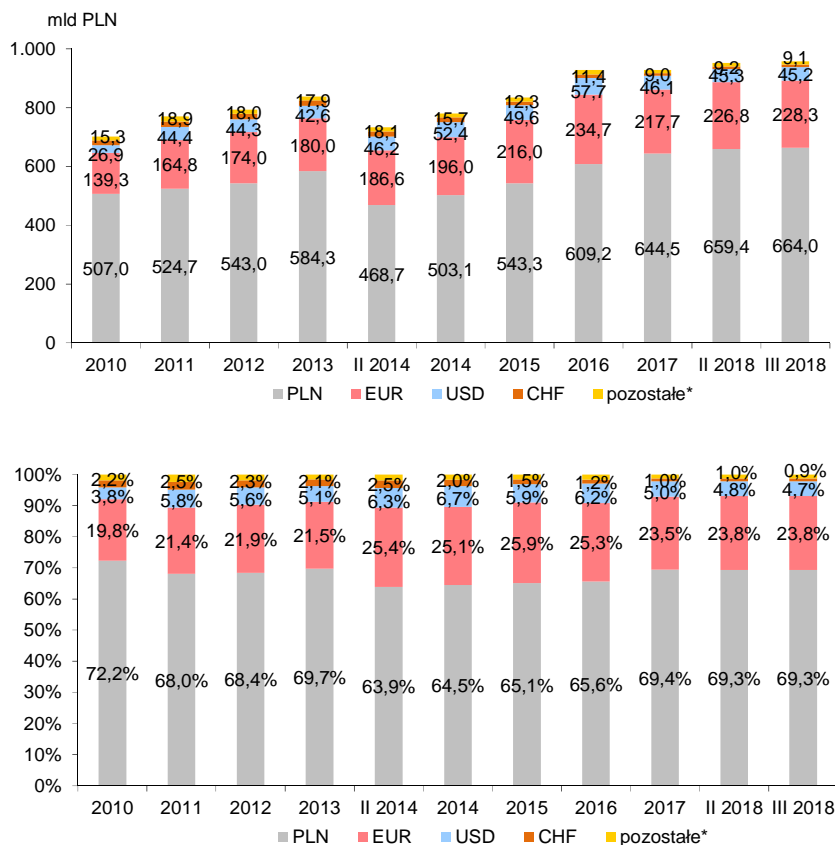 mld PLN
1.000
800
600
400
200
0
15,3 18,9 18,0 17,9 18,1 15,7 12,3 11,4 9,0 9,2 9,1
26,9 44,4 44,3 42,6 46,2 52,4 49,6 57,7 46,1 45,3 45,2
139,3 164,8 174,0 180,0 186,6 196,0 216,0 234,7 217,7 226,8 228,3
507,0 524,7 543,0 584,3 468,7 503,1 543,3 609,2 644,5 659,4 664,0
2010 2011 2012 2013 II 2014 2014 2015 2016 2017 II 2018 III 2018
PLN EUR USD CHF pozostałe*
100%
90%
80%
70%
60%
50%
40%
30%
20%
10%
0%
2,2% 2,5% 2,3% 2,1% 2,5% 2,0% 1,5% 1,2% 1,0% 1,0% 0,9%
3,8% 5,8% 5,6% 5,1% 6,3% 6,7% 5,9% 6,2% 5,0% 4,8% 4,7%
19,8% 21,4% 21,9% 21,5% 25,4% 25,1% 25,9% 25,3% 23,5% 23,8% 23,8%
72,2% 68,0% 68,4% 69,7% 63,9% 64,5% 65,1% 65,6% 69,4% 69,3% 69,3%
2010 2011 2012 2013 II 2014 2014 2015 2016 2017 II 2018 III 2018
PLN EUR USD CHF pozostałe*